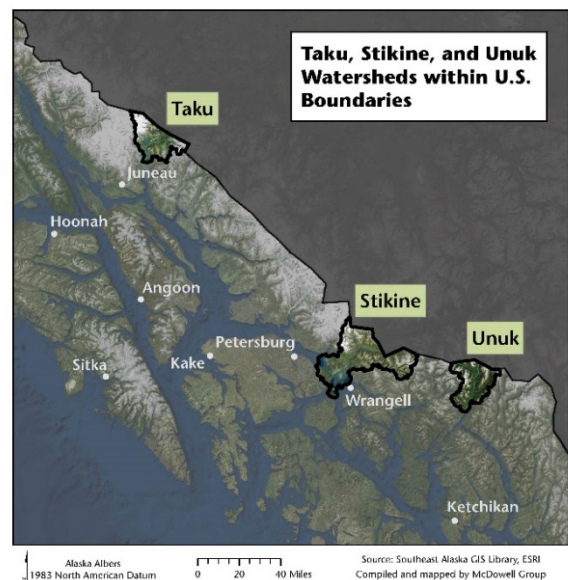 Taku, Stikine, and Unuk
Watersheds within U.S.
Boundaries
Taku
Juneau
Hoonah
Angoon
Stikine
Unuk
Petersburg
Kake
Sitka
Wrangell
Ketchikan
Alaska Albers
1983 North American Datum
0 20 40 Miles
Source: Southeast Alaska GIS Library, ESRI
Compiled and mapped by McDowell Group